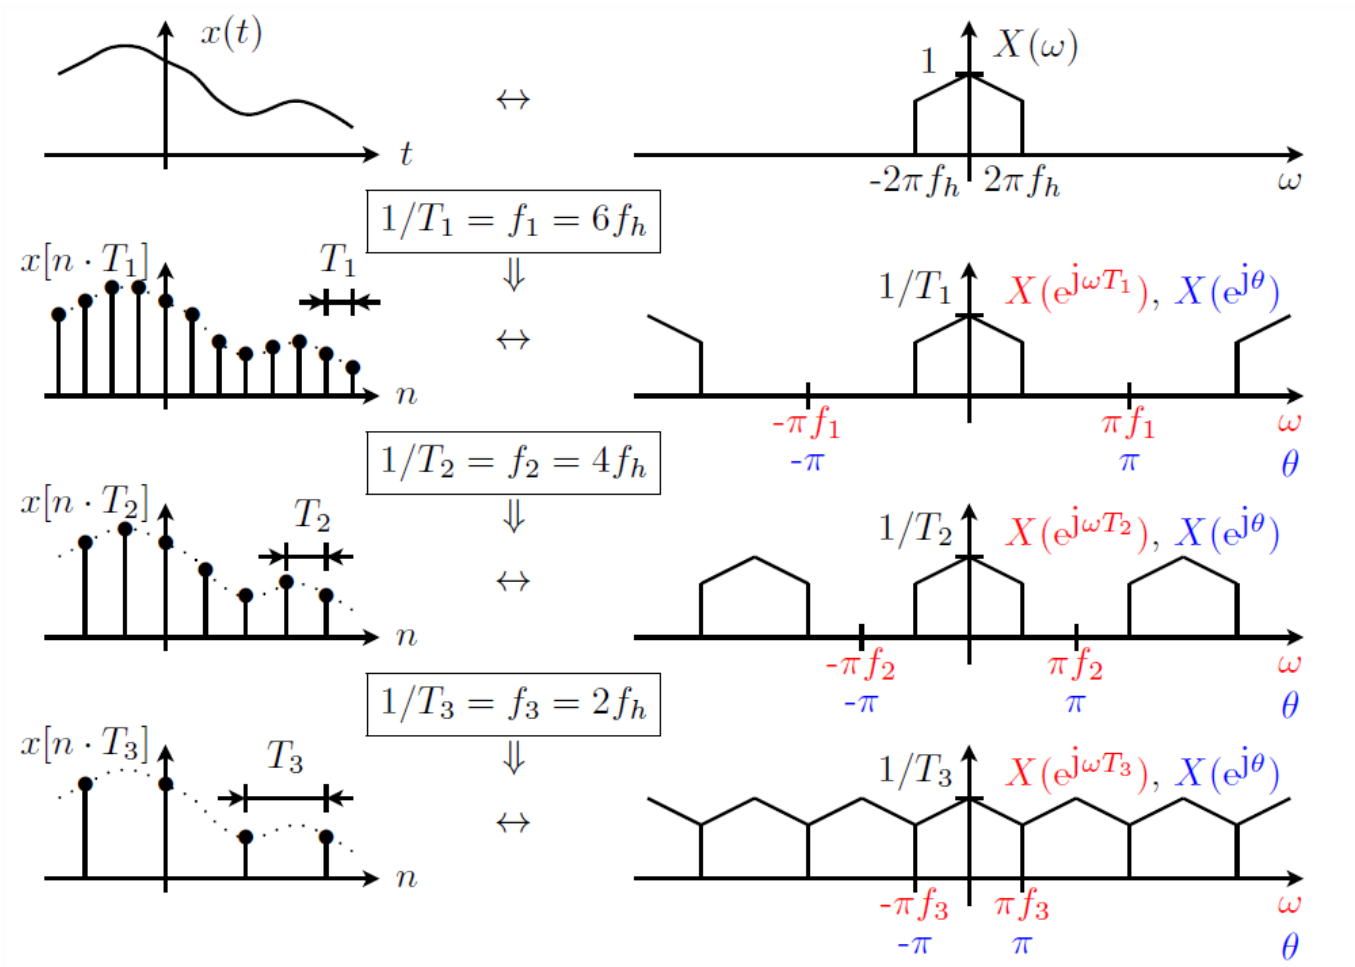 x(t)
1 X(ω)
↔
t
-2πf_h 2πf_h ω
1/T_1 = f_1 = 6f_h
⇓
x[n · T_1] T_1
1/T_1 X(e^{jωT_1}), X(e^{jθ})
↔
n
-πf_1 πf_1 ω
-π π θ
1/T_2 = f_2 = 4f_h
⇓
x[n · T_2] T_2
1/T_2 X(e^{jωT_2}), X(e^{jθ})
↔
n
-πf_2 πf_2 ω
-π π θ
1/T_3 = f_3 = 2f_h
⇓
x[n · T_3] T_3
1/T_3 X(e^{jωT_3}), X(e^{jθ})
↔
n
-πf_3 πf_3 ω
-π π θ